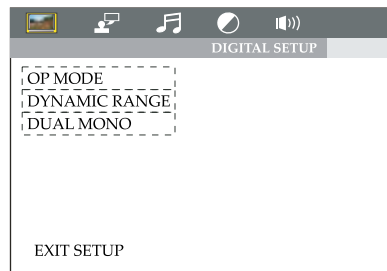 DIGITAL SETUP
OP MODE
DYNAMIC RANGE
DUAL MONO
EXIT SETUP